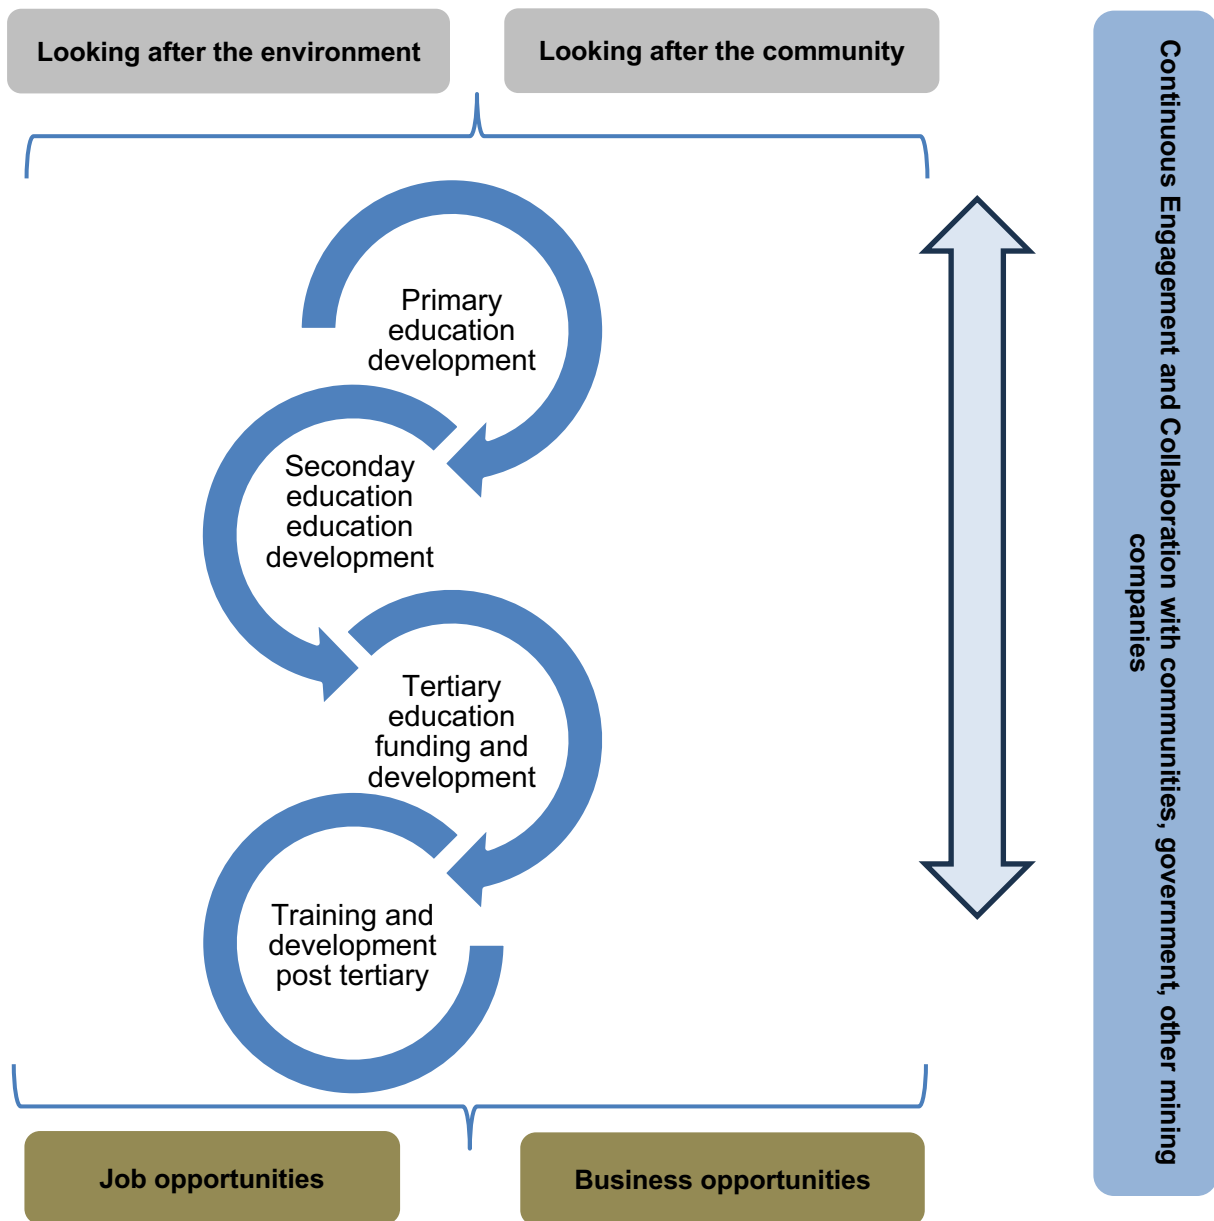 Looking after the environment
Looking after the community
Primary
education
development
Seconday
education
education
development
Tertiary
education
funding and
development
Training and
development
post tertiary
Job opportunities
Business opportunities
Continuous Engagement and Collaboration with communities, government, other mining
companies